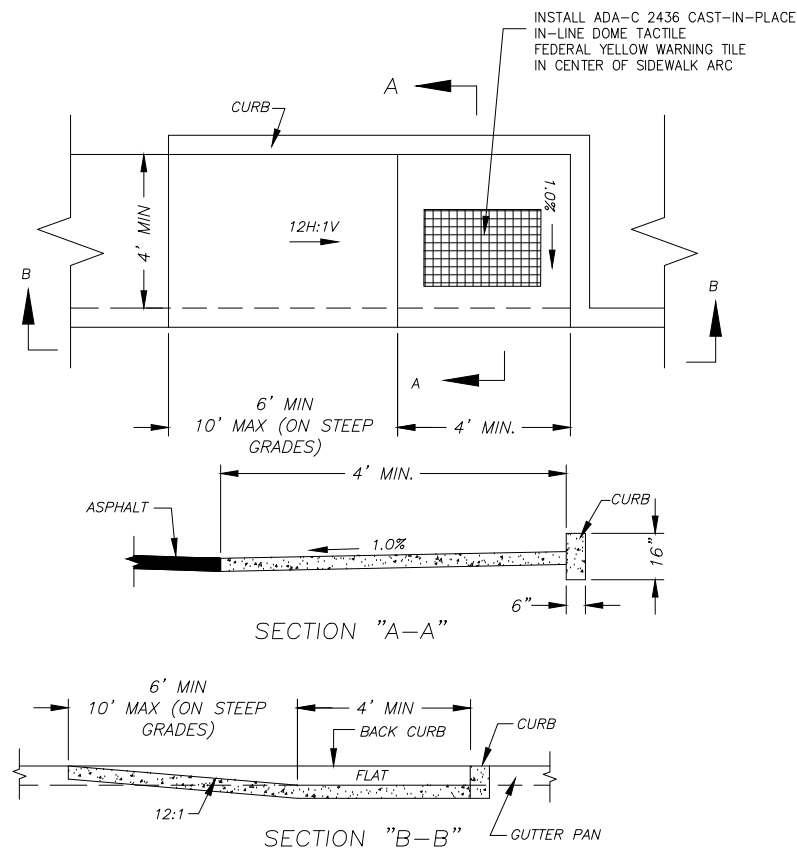 INSTALL ADA-C 2436 CAST-IN-PLACE
IN-LINE DOME TACTILE
FEDERAL YELLOW WARNING TILE
IN CENTER OF SIDEWALK ARC
A
CURB
4' MIN
12H:1V
1.0%
B
B
A
6' MIN
10' MAX (ON STEEP
GRADES)
4' MIN.
4' MIN.
ASPHALT
CURB
1.0%
16"
6"
SECTION "A-A"
6' MIN
10' MAX (ON STEEP
GRADES)
4' MIN
BACK CURB
CURB
FLAT
12:1
GUTTER PAN
SECTION "B-B"